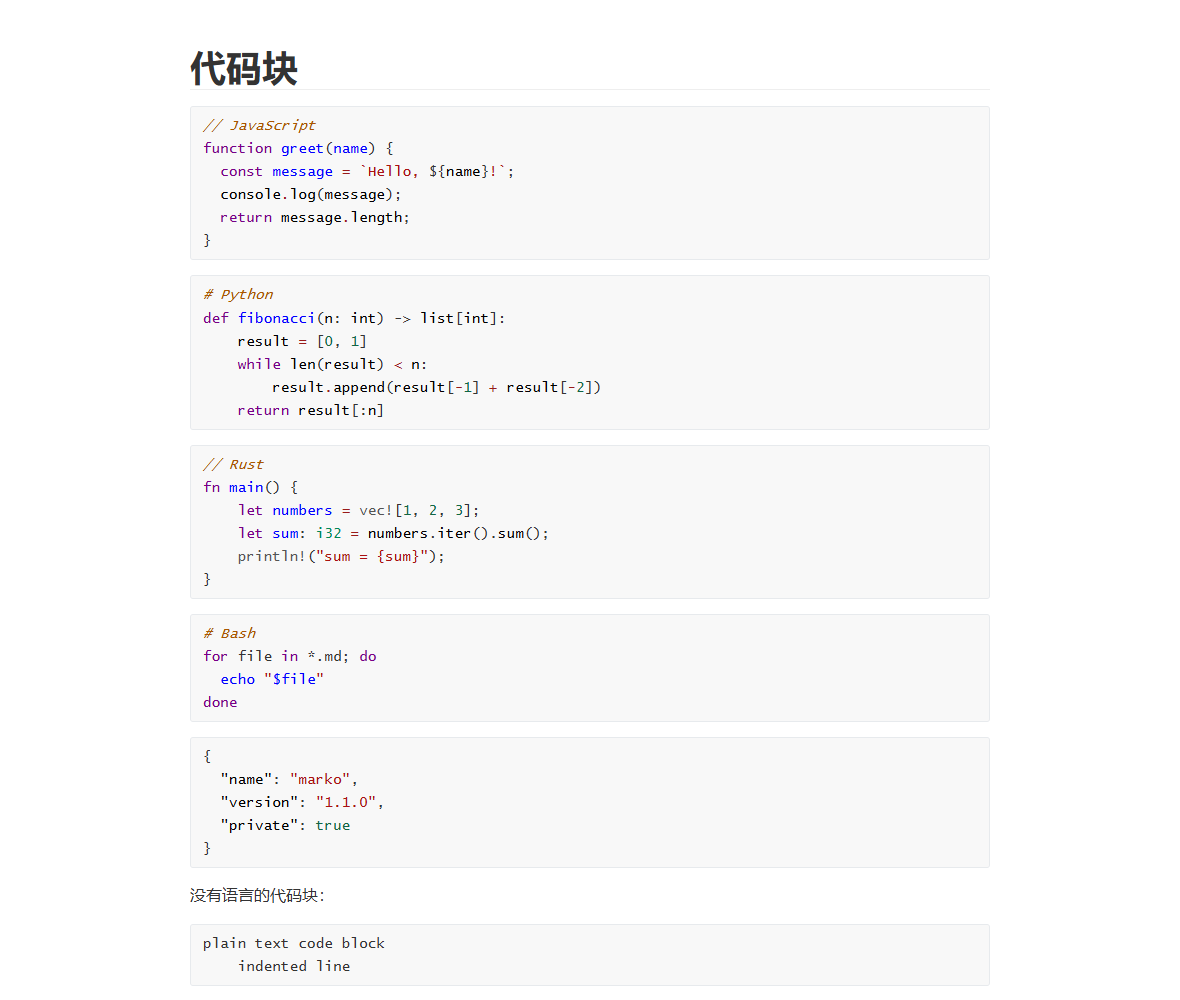 代码块
// JavaScript
function greet(name) {
  const message = `Hello, ${name}!`;
  console.log(message);
  return message.length;
}
# Python
def fibonacci(n: int) -> list[int]:
    result = [0, 1]
    while len(result) < n:
        result.append(result[-1] + result[-2])
    return result[:n]
// Rust
fn main() {
    let numbers = vec![1, 2, 3];
    let sum: i32 = numbers.iter().sum();
    println!("sum = {sum}");
}
# Bash
for file in *.md; do
  echo "$file"
done
{
  "name": "marko",
  "version": "1.1.0",
  "private": true
}
没有语言的代码块：
plain text code block
    indented line